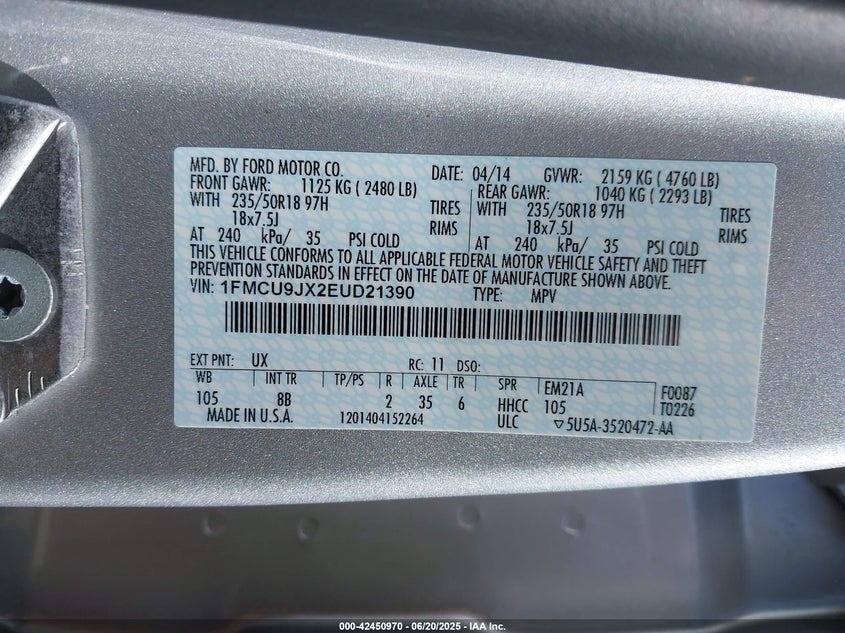 MFD. BY FORD MOTOR CO. DATE: 04/14 GVWR: 2159 KG ( 4760 LB)
FRONT GAWR: 1125 KG ( 2480 LB) REAR GAWR: 1040 KG ( 2293 LB)
WITH 235/50R18 97H TIRES WITH 235/50R18 97H TIRES
18x7.5J RIMS 18x7.5J RIMS
AT 240 kPa/ 35 PSI COLD AT 240 kPa/ 35 PSI COLD
THIS VEHICLE CONFORMS TO ALL APPLICABLE FEDERAL MOTOR VEHICLE SAFETY AND THEFT
PREVENTION STANDARDS IN EFFECT ON THE DATE OF MANUFACTURE SHOWN ABOVE.
VIN: 1FMCU9JX2EUD21390 TYPE: MPV
EXT PNT: UX RC: 11 DSO:
WB INT TR TP/PS R AXLE TR SPR EM21A F0087
105 8B 2 35 6 HHCC 105 T0226
MADE IN U.S.A. 1201404152264 ULC ▽5U5A-3520472-AA
000-42450970 - 06/20/2025 - IAA Inc.